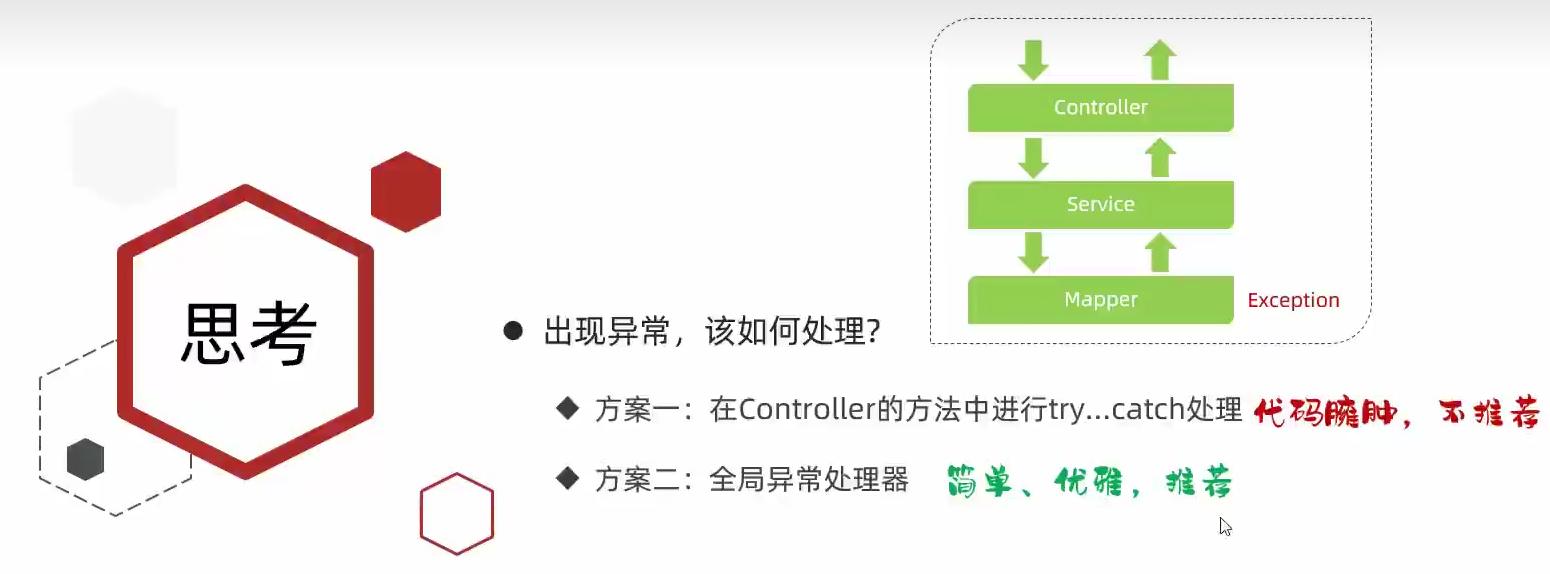 Controller
Service
Mapper
Exception
思考
出现异常，该如何处理?
方案一：在Controller的方法中进行try...catch处理 代码臃肿，不推荐
方案二：全局异常处理器 简单、优雅，推荐